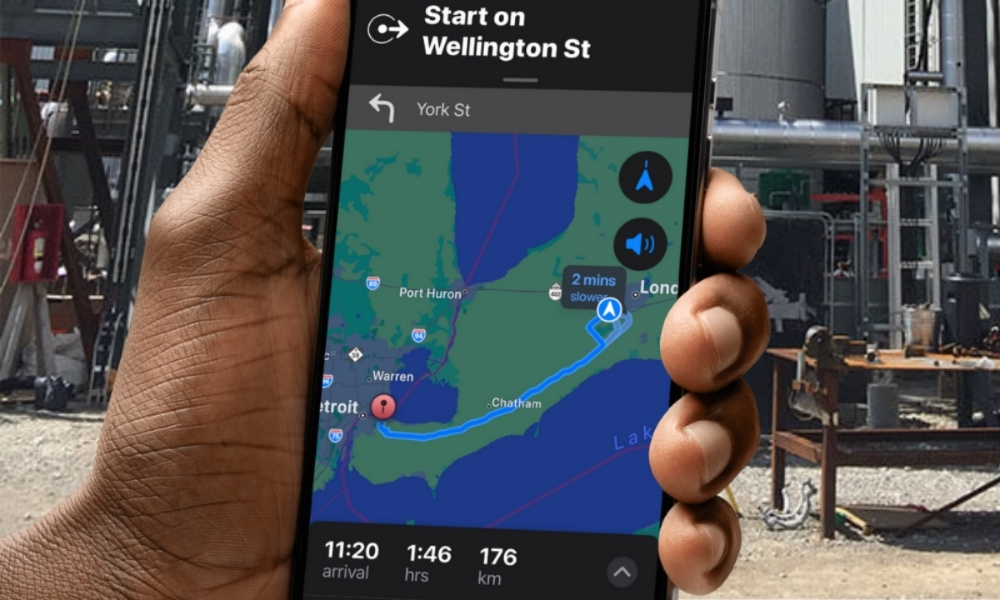 Start on
Wellington St
York St
2 mins
slower
Lond
402
Port Huron
69
94
Warren
etroit
Chatham
Lak
11:20
1:46
176
arrival
hrs
km